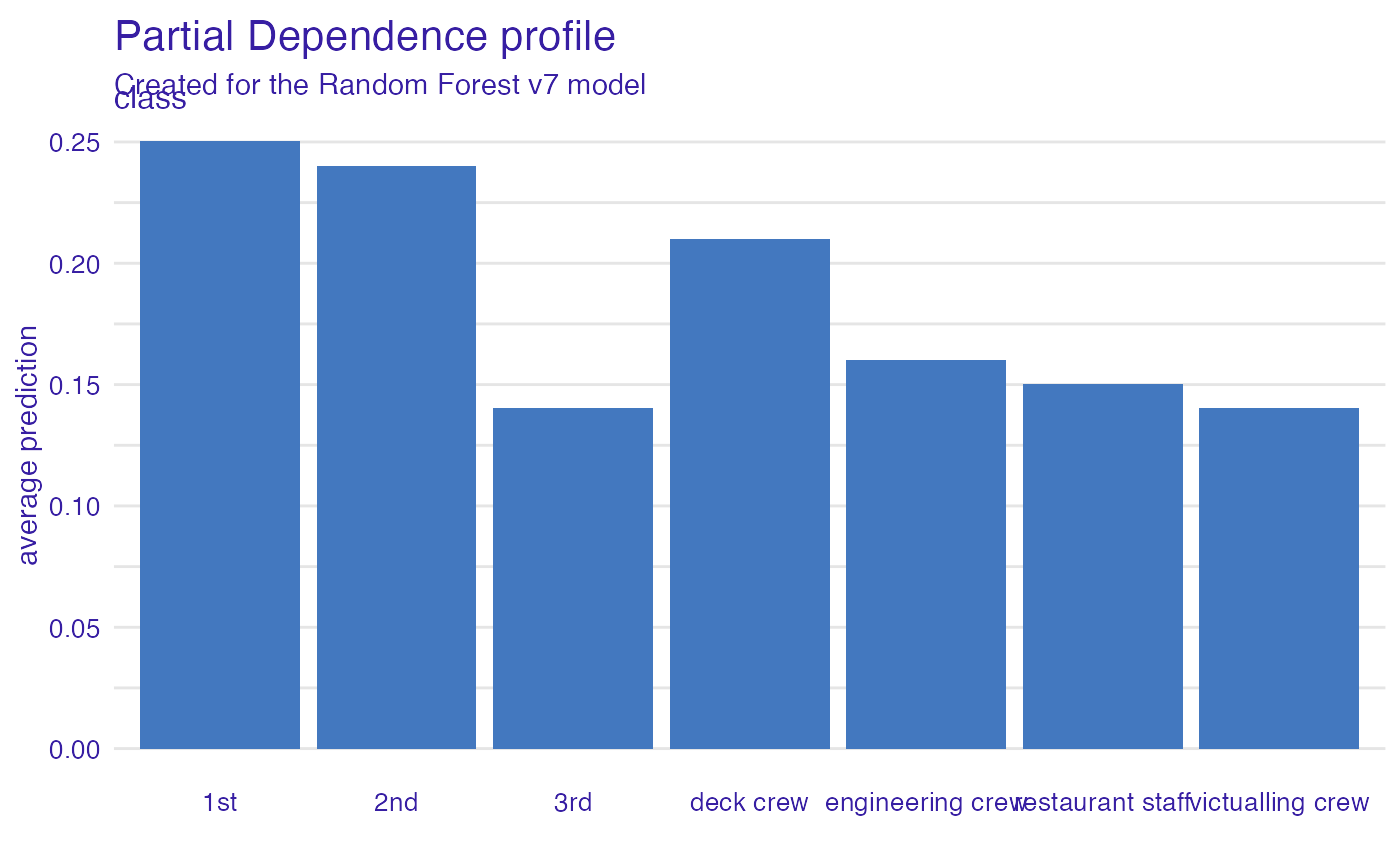 Partial Dependence profile
Created for the Random Forest v7 model
class
0.25
0.20
0.15
0.10
0.05
0.00
average prediction
1st
2nd
3rd
deck crew
engineering crew
restaurant staff
victualling crew